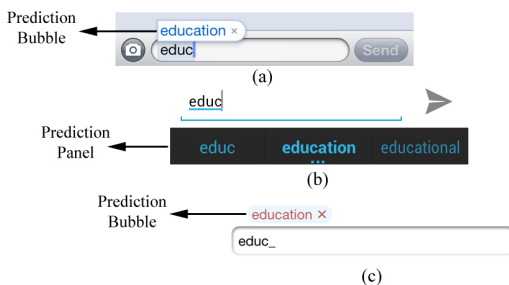 Prediction
Bubble
education ×
educ
Send
(a)
educ
Prediction
Panel
educ education educational
(b)
Prediction
Bubble
education ×
educ_
(c)